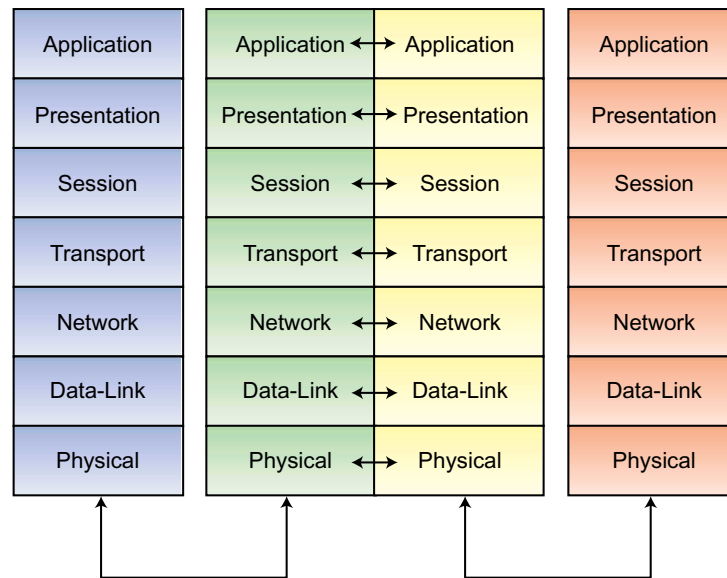 Application Application Application Application
Presentation Presentation Presentation Presentation
Session Session Session Session
Transport Transport Transport Transport
Network Network Network Network
Data-Link Data-Link Data-Link Data-Link
Physical Physical Physical Physical